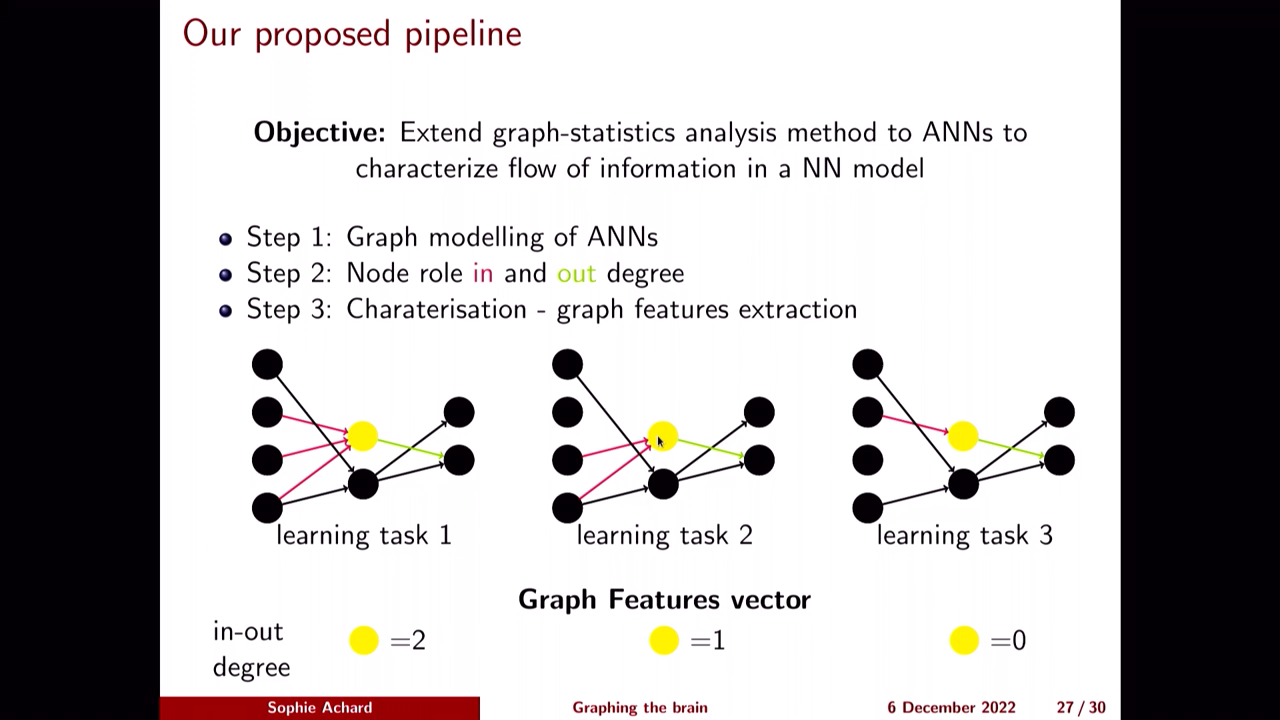 Our proposed pipeline
Objective: Extend graph-statistics analysis method to ANNs to
characterize flow of information in a NN model
Step 1: Graph modelling of ANNs
Step 2: Node role in and out degree
Step 3: Charaterisation - graph features extraction
learning task 1
learning task 2
learning task 3
Graph Features vector
in-out
degree
=2
=1
=0
Sophie Achard
Graphing the brain
6 December 2022
27 / 30